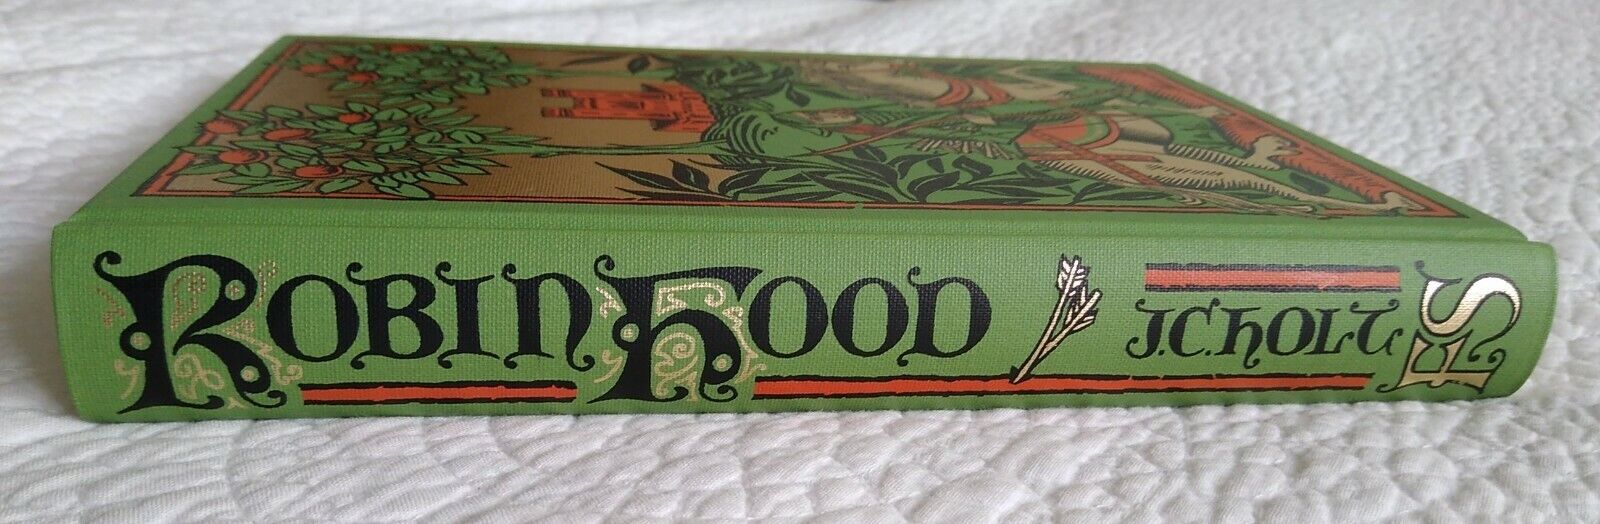 Robin Hood
J.C. Holt
FS